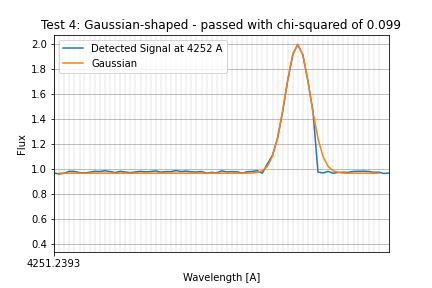 Test 4: Gaussian-shaped - passed with chi-squared of 0.099
Detected Signal at 4252 A
Gaussian
2.0
1.8
1.6
1.4
1.2
1.0
0.8
0.6
0.4
Flux
4251.2393
Wavelength [A]